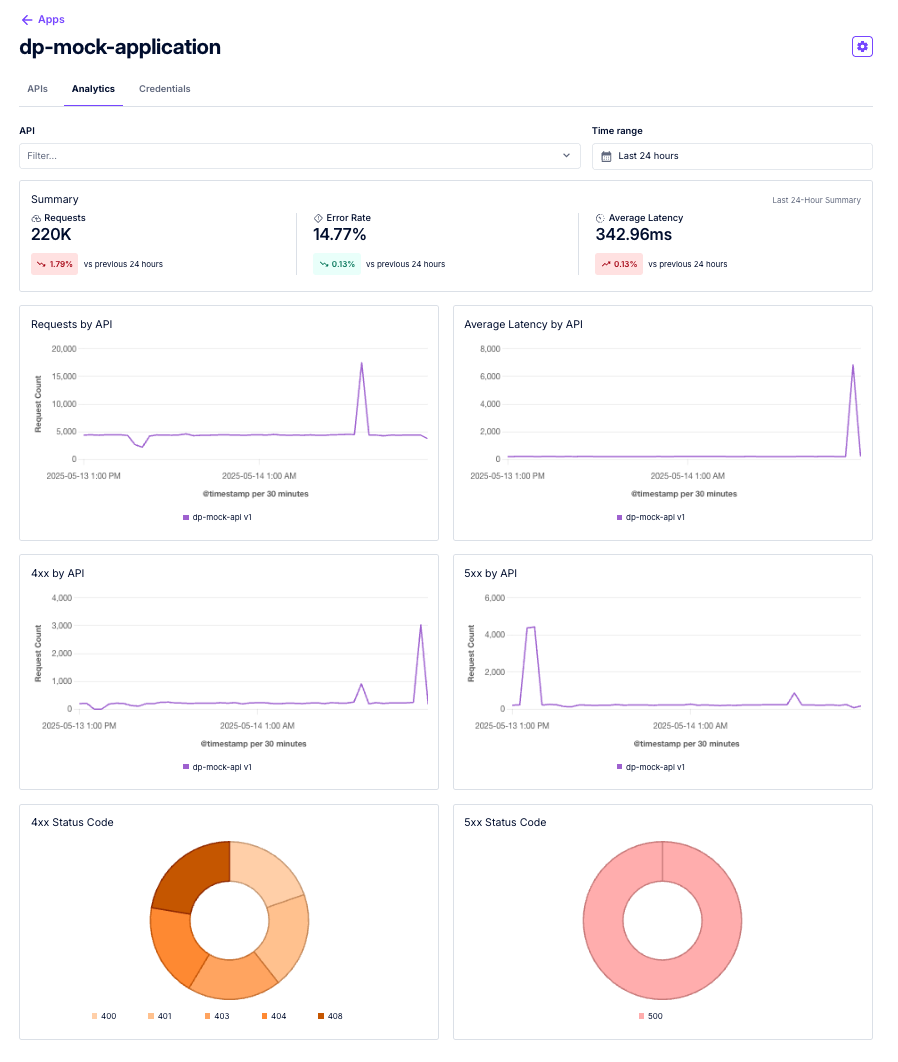 Apps
dp-mock-application
APIs Analytics Credentials
API
Filter...
Time range
Last 24 hours
Summary
Last 24-Hour Summary
Requests
220K
1.79% vs previous 24 hours
Error Rate
14.77%
0.13% vs previous 24 hours
Average Latency
342.96ms
0.13% vs previous 24 hours
Requests by API
Request Count
20,000
15,000
10,000
5,000
0
2025-05-13 1:00 PM 2025-05-14 1:00 AM
@timestamp per 30 minutes
dp-mock-api v1
Average Latency by API
8,000
6,000
4,000
2,000
0
2025-05-13 1:00 PM 2025-05-14 1:00 AM
@timestamp per 30 minutes
dp-mock-api v1
4xx by API
Request Count
4,000
3,000
2,000
1,000
0
2025-05-13 1:00 PM 2025-05-14 1:00 AM
@timestamp per 30 minutes
dp-mock-api v1
5xx by API
Request Count
6,000
4,000
2,000
0
2025-05-13 1:00 PM 2025-05-14 1:00 AM
@timestamp per 30 minutes
dp-mock-api v1
4xx Status Code
400 401 403 404 408
5xx Status Code
500